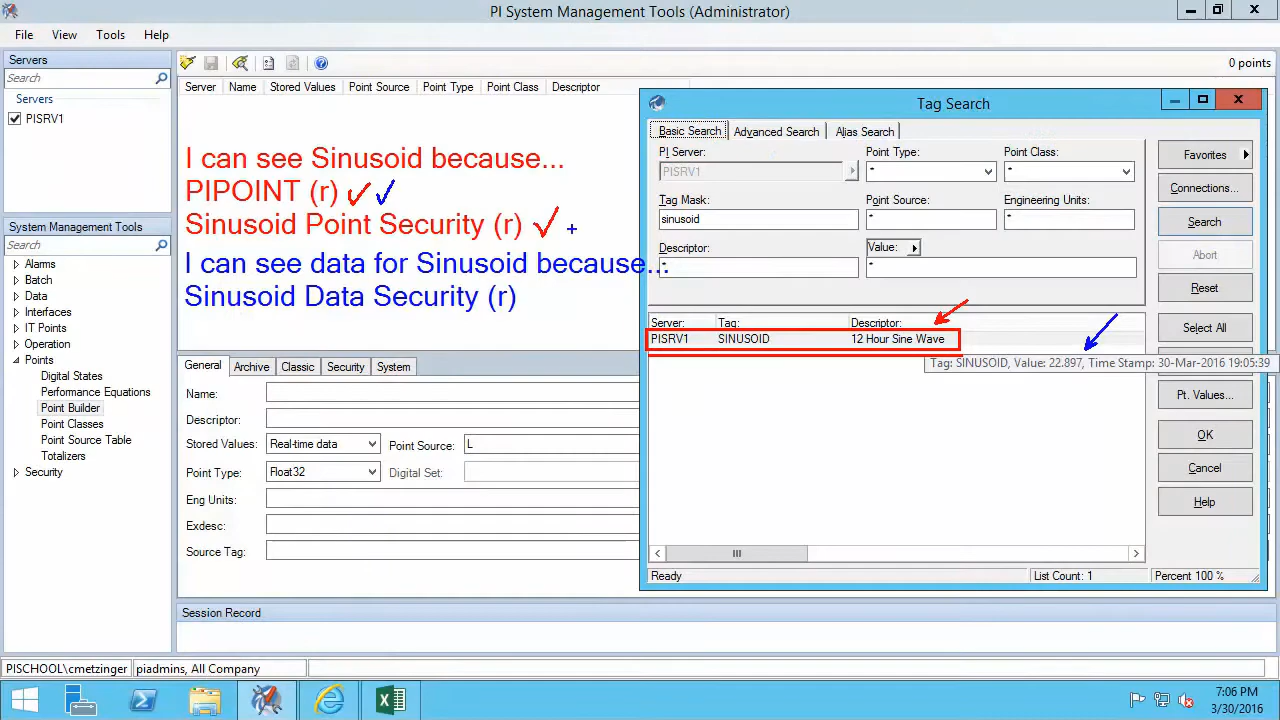 PI System Management Tools (Administrator)
File View Tools Help
Servers
Search
Servers
PISRV1
System Management Tools
Search
Alarms
Batch
Data
Interfaces
IT Points
Operation
Points
Digital States
Performance Equations
Point Builder
Point Classes
Point Source Table
Totalizers
Security
0 points
Server Name Stored Values Point Source Point Type Point Class Descriptor
I can see Sinusoid because...
PIPOINT (r)
Sinusoid Point Security (r)
I can see data for Sinusoid because...
Sinusoid Data Security (r)
General Archive Classic Security System
Name:
Descriptor:
Stored Values: Real-time data Point Source: L
Point Type: Float32 Digital Set:
Eng Units:
Exdesc:
Source Tag:
Tag Search
Basic Search Advanced Search Alias Search
PI Server: Point Type: Point Class:
PISRV1 * *
Tag Mask: Point Source: Engineering Units:
sinusoid * *
Descriptor: Value:
* *
Favorites
Connections...
Search
Abort
Reset
Select All
Pt. Values...
OK
Cancel
Help
Server: Tag: Descriptor:
PISRV1 SINUSOID 12 Hour Sine Wave
Tag: SINUSOID, Value: 22.897, Time Stamp: 30-Mar-2016 19:05:39
Ready List Count: 1 Percent 100 %
Session Record
PISCHOOL\cmetzinger piadmins, All Company
7:06 PM
3/30/2016